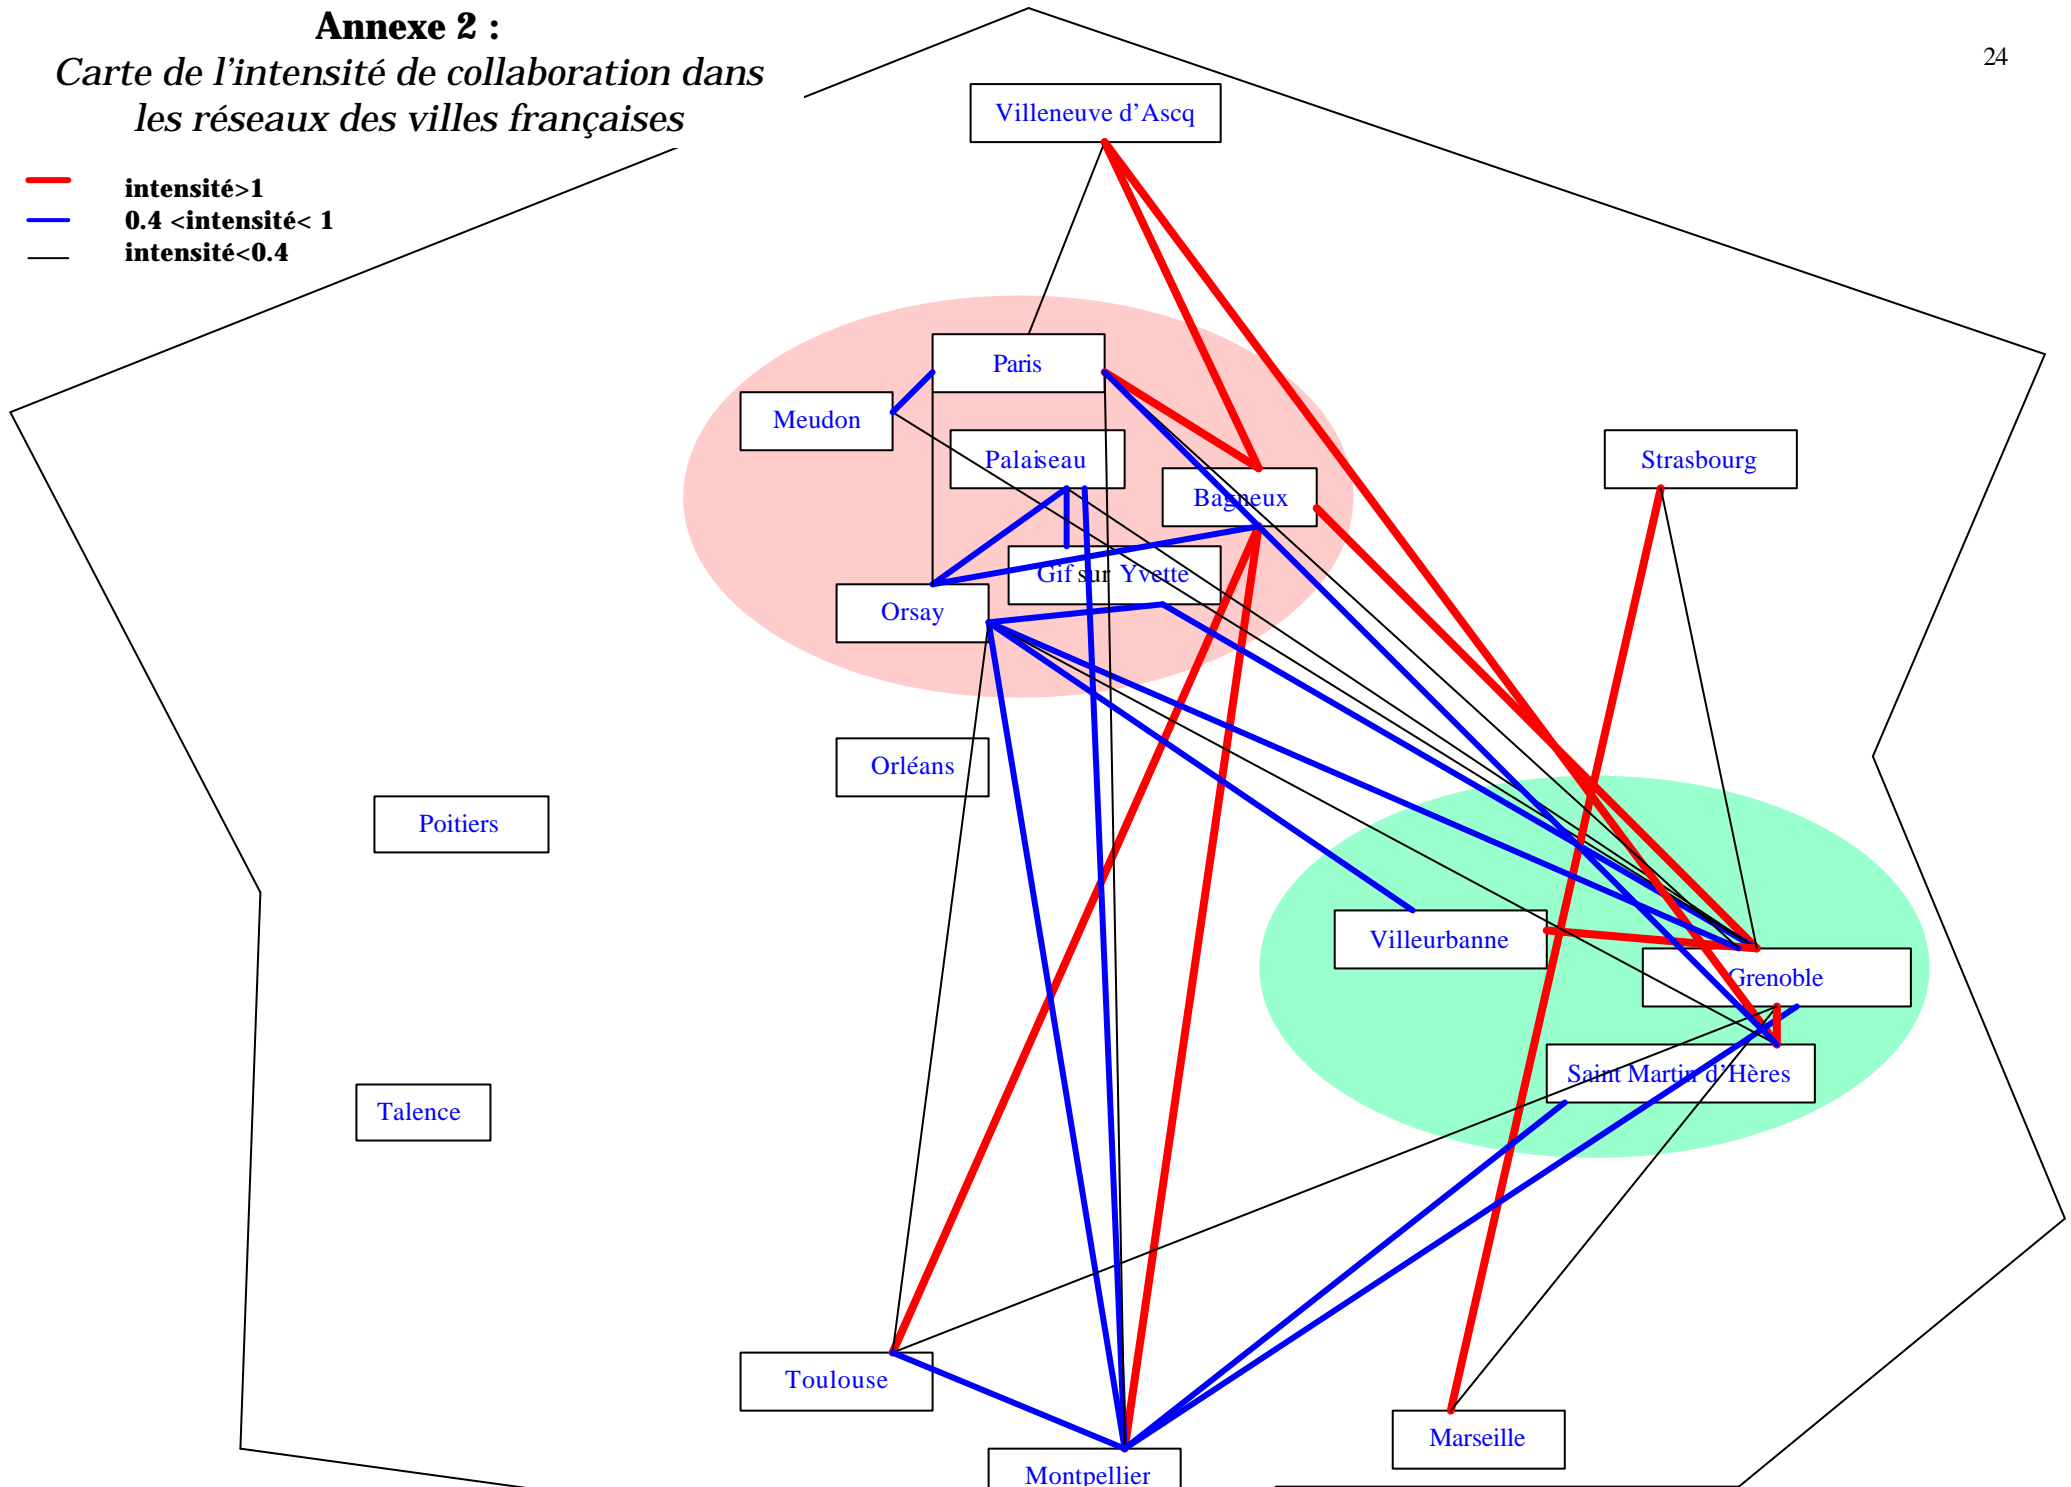 Annexe 2 :
Carte de l'intensité de collaboration dans
les réseaux des villes françaises
24
intensité>1
0.4 <intensité< 1
intensité<0.4
Villeneuve d’Ascq
Paris
Meudon
Palaiseau
Strasbourg
Bagneux
Gif sur Yvette
Orsay
Orléans
Poitiers
Villeurbanne
Grenoble
Saint Martin d’Hères
Talence
Toulouse
Marseille
Montpellier